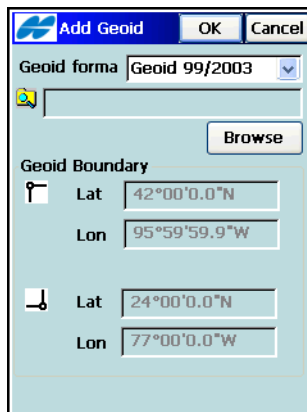 Add Geoid OK Cancel
Geoid forma Geoid 99/2003
Browse
Geoid Boundary
Lat 42°00'0.0"N
Lon 95°59'59.9"W
Lat 24°00'0.0"N
Lon 77°00'0.0"W